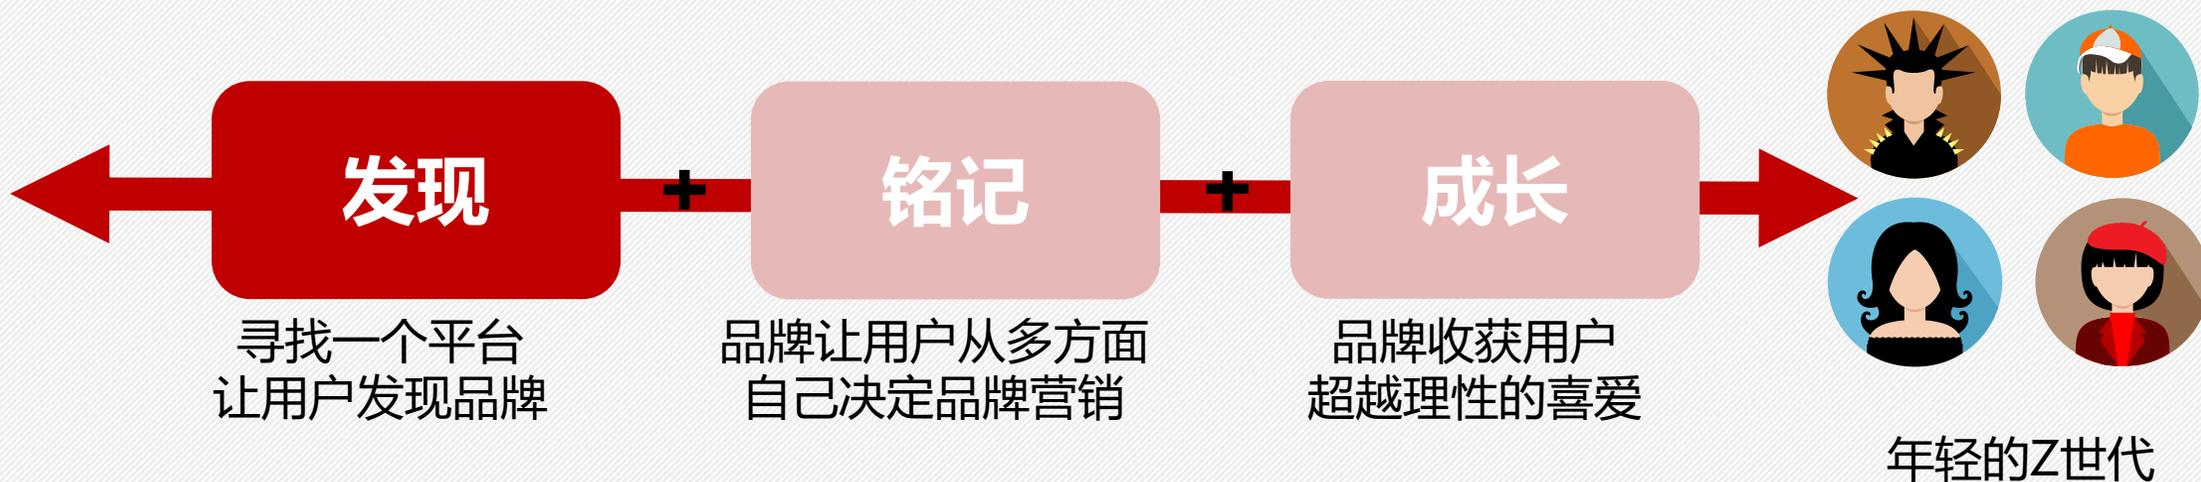 发现
+
铭记
+
成长
寻找一个平台
让用户发现品牌
品牌让用户从多方面
自己决定品牌营销
品牌收获用户
超越理性的喜爱
年轻的Z世代